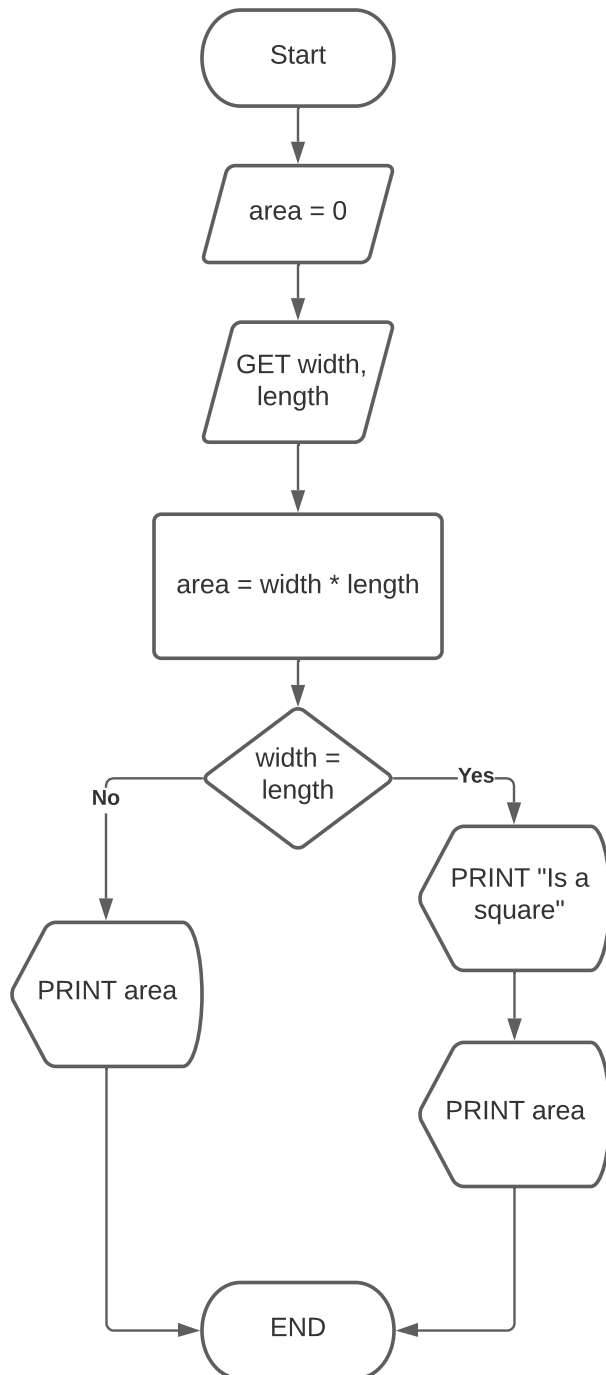 Start
area = 0
GET width,
length
area = width * length
width =
length
No
Yes
PRINT "Is a
square"
PRINT area
PRINT area
END